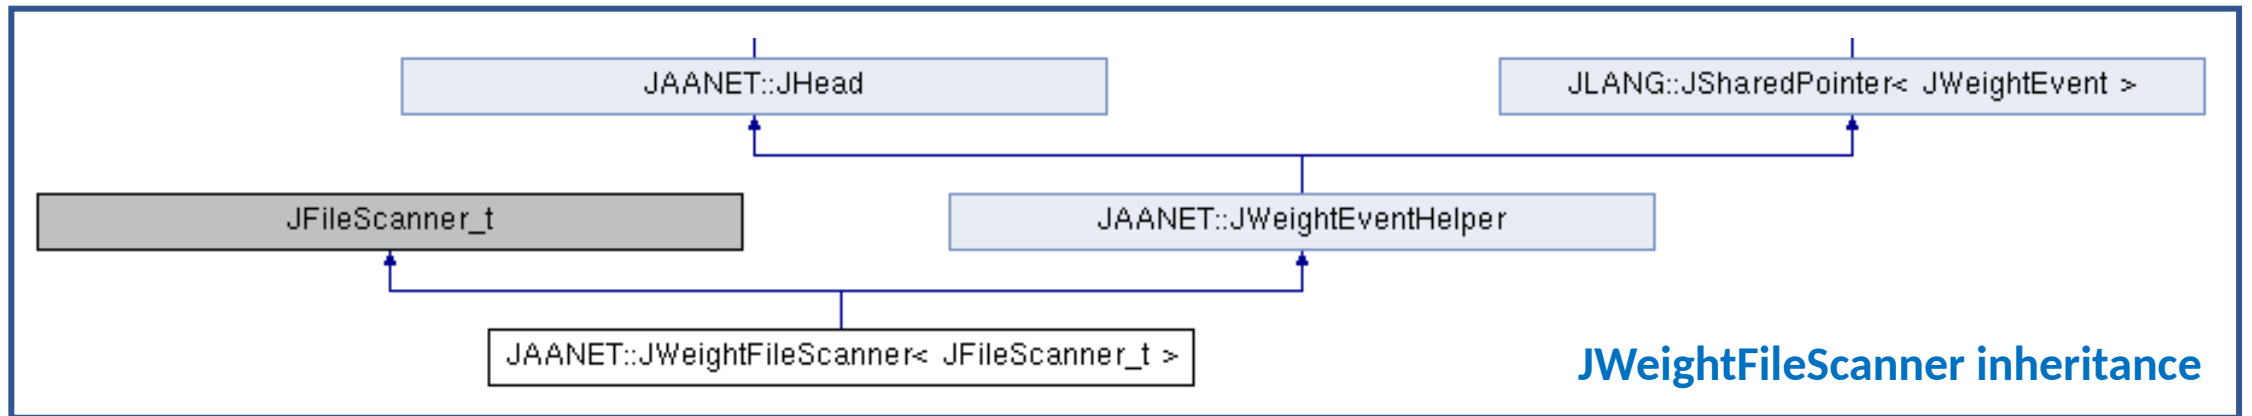 JAANET::JHead
JLANG::JSharedPointer< JWeightEvent >
JFileScanner_t
JAANET::JWeightEventHelper
JAANET::JWeightFileScanner< JFileScanner_t >
JWeightFileScanner inheritance